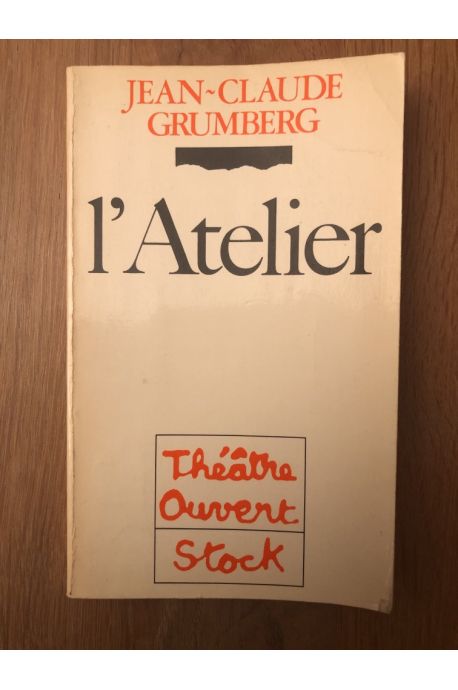 JEAN~CLAUDE
GRUMBERG
l'Atelier
Théâtre
Ouvert
Stock